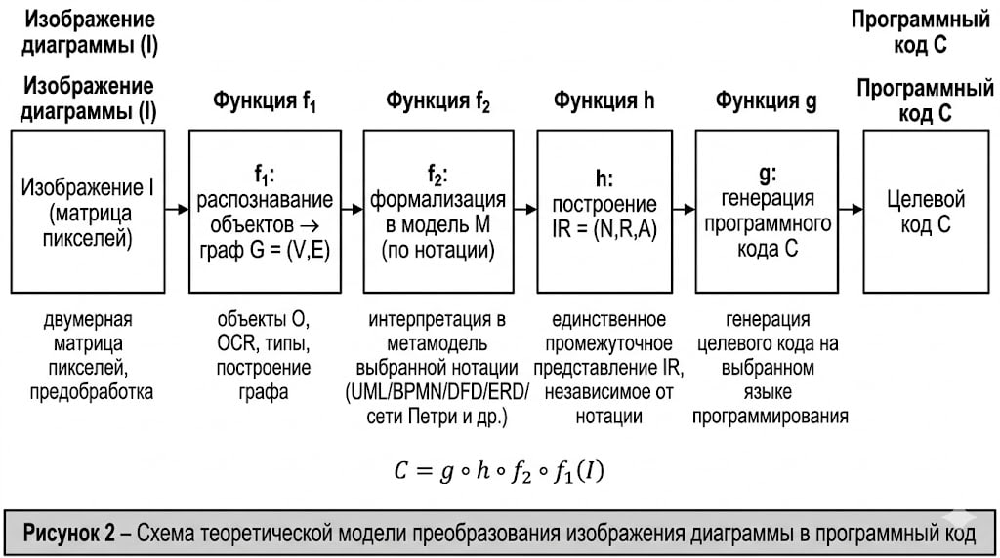 Изображение
диаграммы (I)
Программный
код C
Изображение
диаграммы (I)
Функция f₁
Функция f₂
Функция h
Функция g
Программный
код C
Изображение I
(матрица
пикселей)
f₁:
распознавание
объектов →
граф G = (V,E)
f₂:
формализация
в модель M
(по нотации)
h:
построение
IR = (N,R,A)
g:
генерация
программного
кода C
Целевой
код C
двумерная
матрица
пикселей,
предобработка
объекты O,
OCR, типы,
построение
графа
интерпретация в
метамодель
выбранной нотации
(UML/BPMN/DFD/ERD/
сети Петри и др.)
единственное
промежуточное
представление IR,
независимое от
нотации
генерация
целевого кода на
выбранном
языке
программирования
C = g ∘ h ∘ f₂ ∘ f₁(I)
Рисунок 2 – Схема теоретической модели преобразования изображения диаграммы в программный код